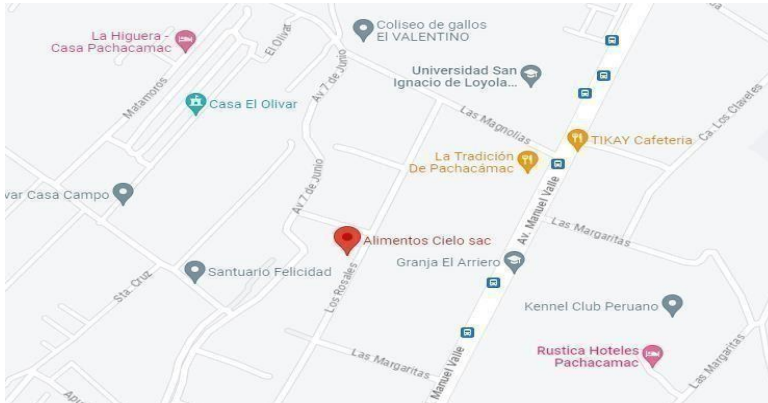 La Higuera -
Casa Pachacamac
El Olivar
Coliseo de gallos
EL VALENTINO
Av. 7 de Junio
Matamoros
Universidad San
Ignacio de Loyola...
Casa El Olivar
Las Magnolias
Ca. Los Claveles
TIKAY Cafeteria
La Tradición
De Pachacámac
var Casa Campo
Av. 7 de Junio
Av. Manuel Valle
Las Margaritas
Alimentos Cielo sac
Granja El Arriero
Santuario Felicidad
Sta. Cruz
Los Rosales
Kennel Club Peruano
Las Margaritas
Manuel Valle
Rustica Hoteles
Pachacamac
Las Margaritas